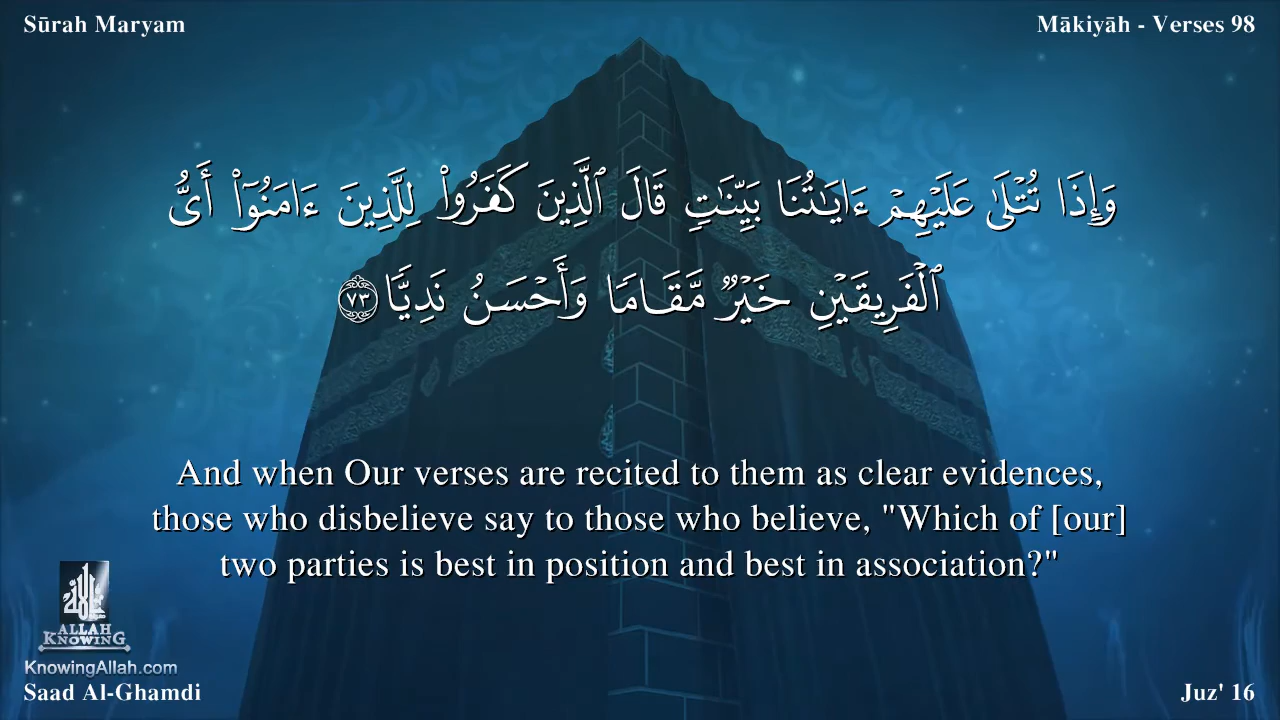 Sūrah Maryam
Mākiyāh - Verses 98
وَإِذَا تُتْلَىٰ عَلَيْهِمْ ءَايَـٰتُنَا بَيِّنَـٰتٍ قَالَ ٱلَّذِينَ كَفَرُوا۟ لِلَّذِينَ ءَامَنُوٓا۟ أَىُّ
ٱلْفَرِيقَيْنِ خَيْرٌ مَّقَامًا وَأَحْسَنُ نَدِيًّا ٧٣
And when Our verses are recited to them as clear evidences,
those who disbelieve say to those who believe, "Which of [our]
two parties is best in position and best in association?"
الله
ALLAH
KNOWING
KnowingAllah.com
Saad Al-Ghamdi
Juz' 16